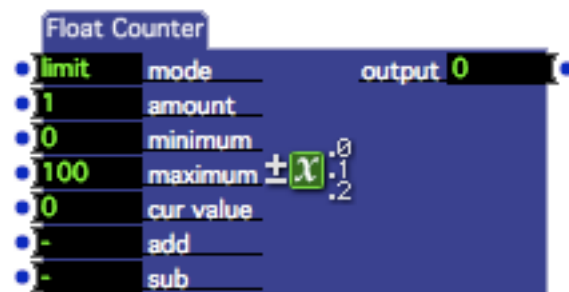 Float Counter
limit mode output 0
1 amount
0 minimum
100 maximum ± x .0 .1 .2
0 cur value
- add
- sub